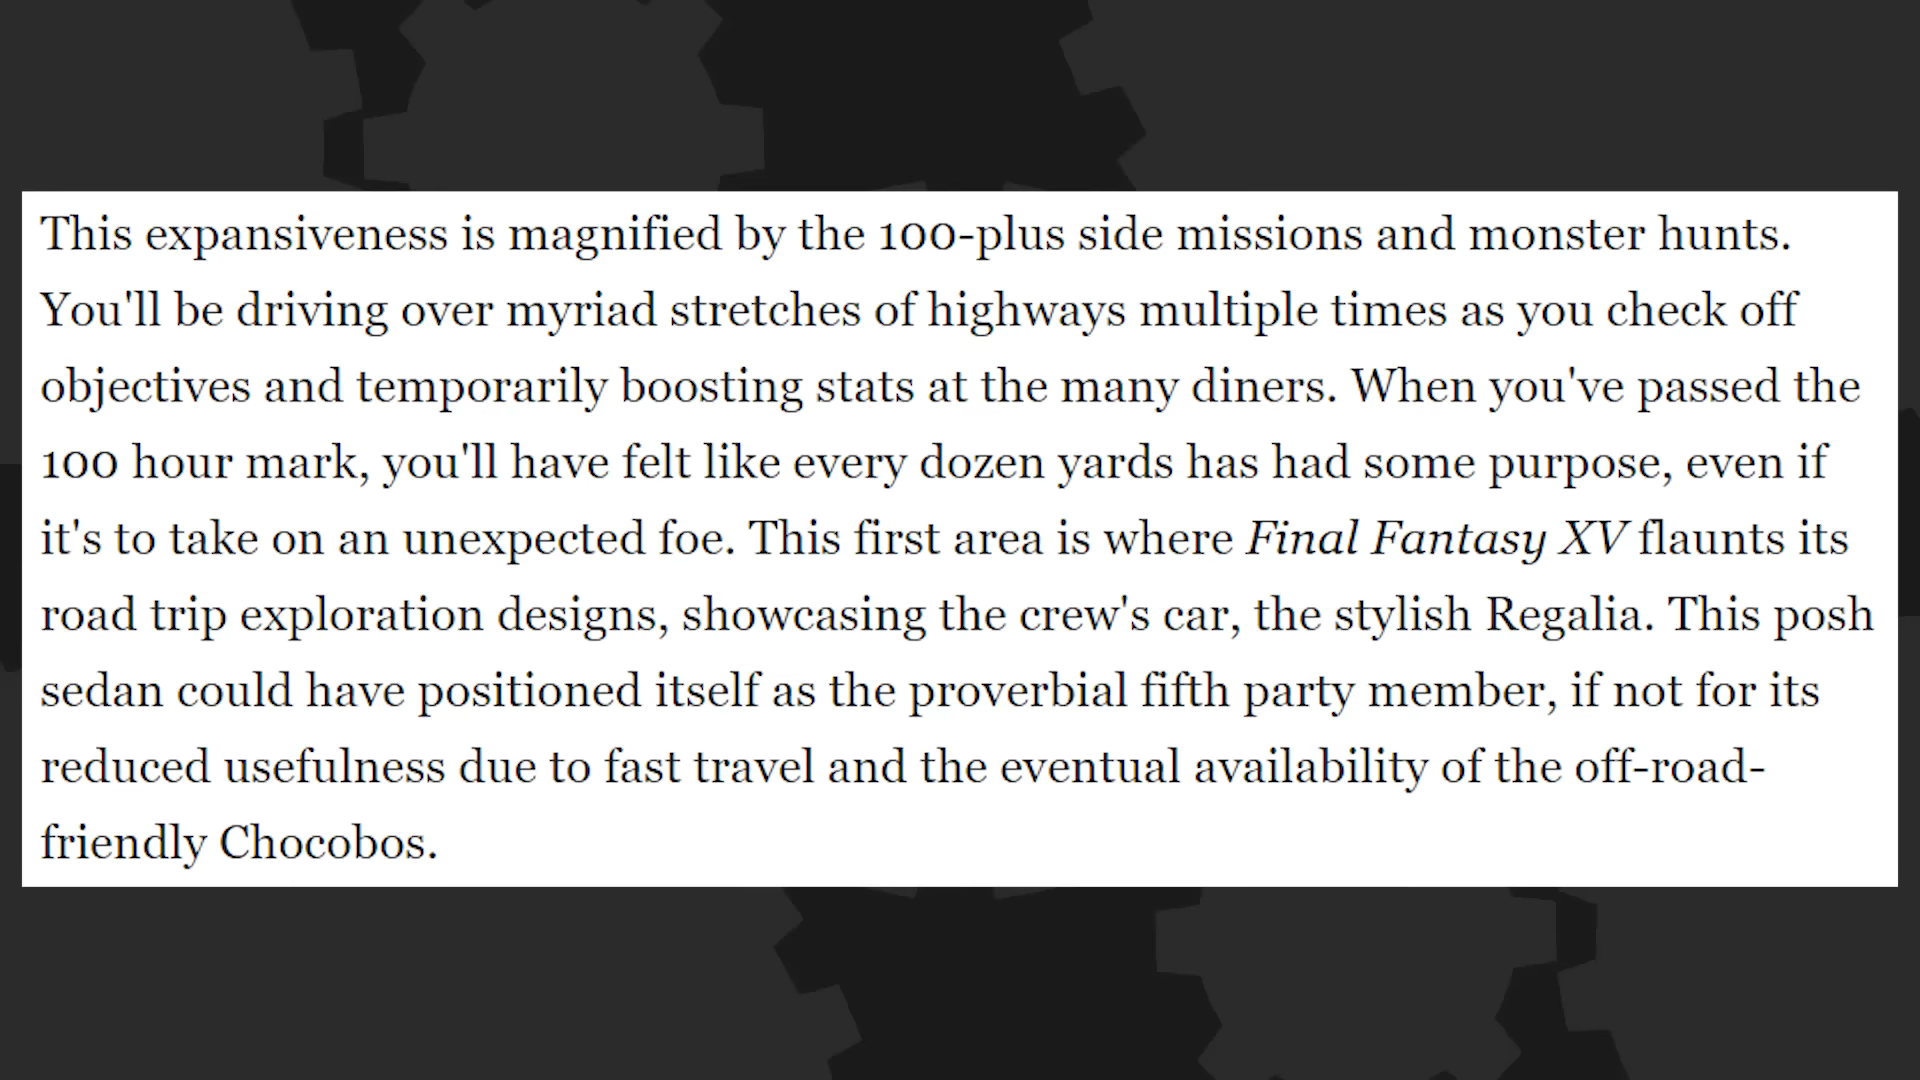 This expansiveness is magnified by the 100-plus side missions and monster hunts.
You'll be driving over myriad stretches of highways multiple times as you check off
objectives and temporarily boosting stats at the many diners. When you've passed the
100 hour mark, you'll have felt like every dozen yards has had some purpose, even if
it's to take on an unexpected foe. This first area is where Final Fantasy XV flaunts its
road trip exploration designs, showcasing the crew's car, the stylish Regalia. This posh
sedan could have positioned itself as the proverbial fifth party member, if not for its
reduced usefulness due to fast travel and the eventual availability of the off-road-
friendly Chocobos.